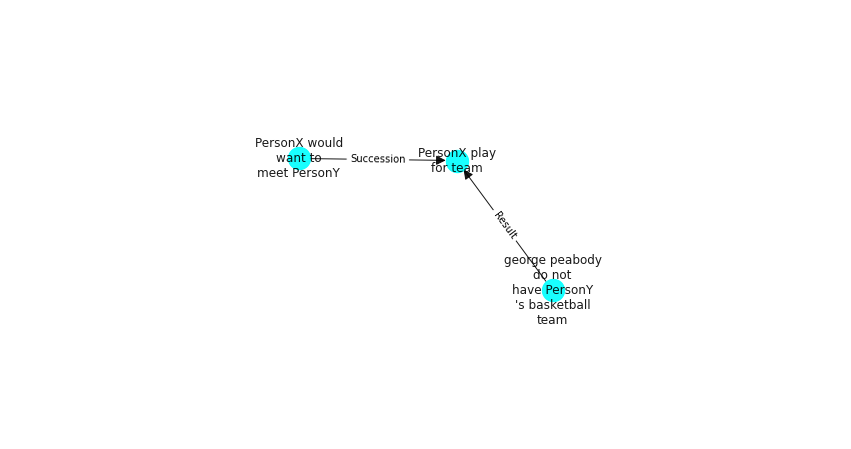 PersonX would
want to
meet PersonY
Succession
PersonX play
for team
Result
george peabody
do not
have PersonY
's basketball
team